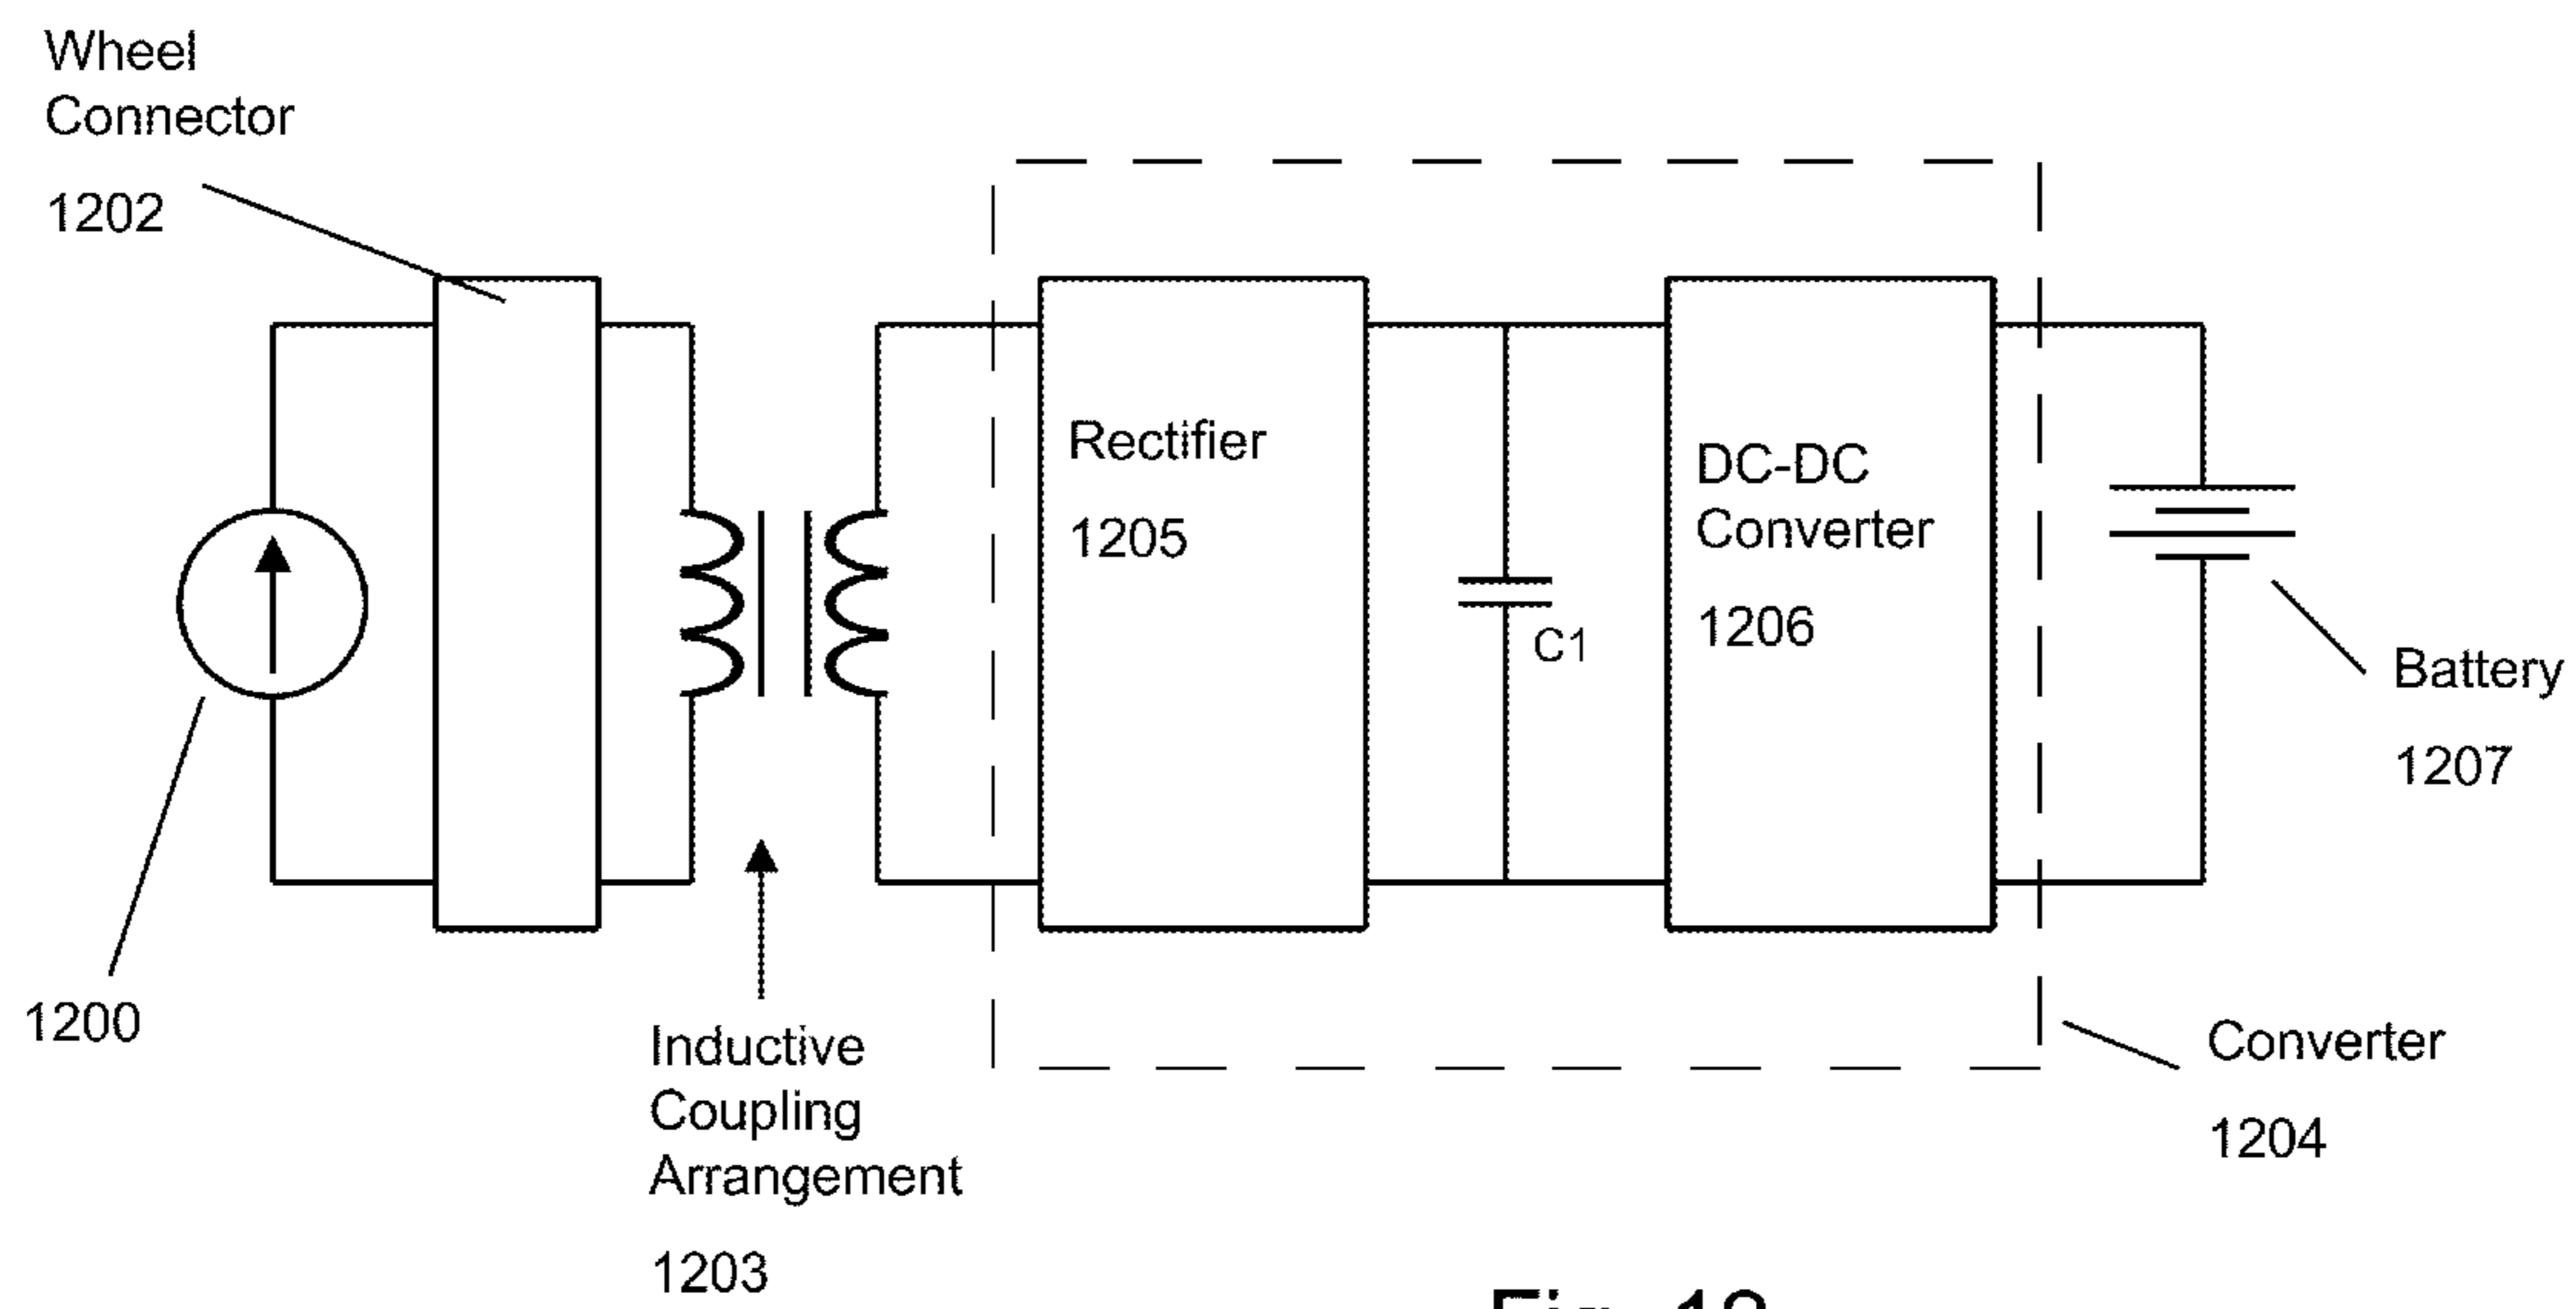 Wheel
Connector
1202
Rectifier
1205
DC-DC
Converter
1206
C1
Battery
1207
1200
Inductive
Coupling
Arrangement
1203
Converter
1204